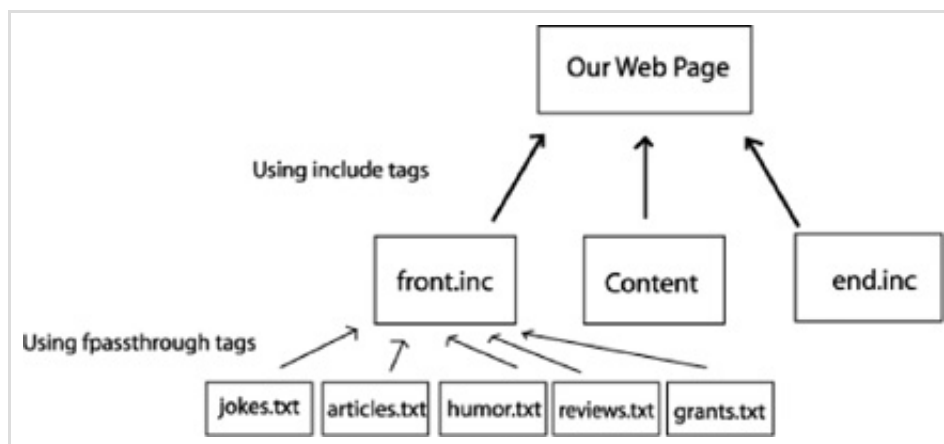 Our Web Page
Using include tags
front.inc
Content
end.inc
Using fpassthrough tags
jokes.txt
articles.txt
humor.txt
reviews.txt
grants.txt